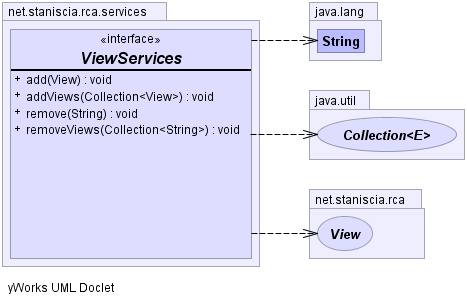 net.staniscia.rca.services
«interface»
ViewServices
+ add(View) : void
+ addViews(Collection<View>) : void
+ remove(String) : void
+ removeViews(Collection<String>) : void
java.lang
String
java.util
Collection<E>
net.staniscia.rca
View
yWorks UML Doclet